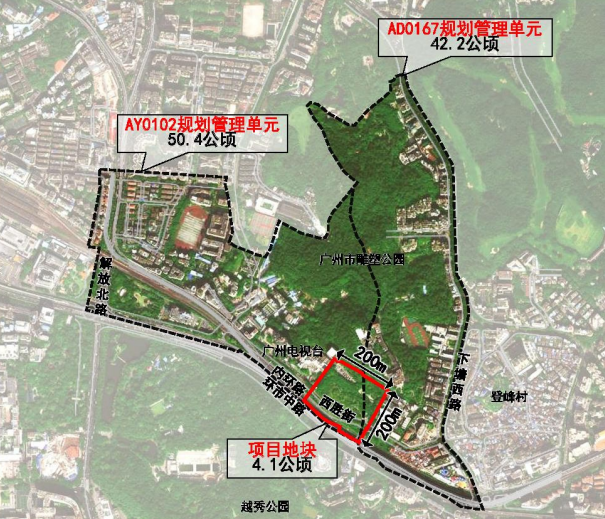 AD0167规划管理单元
42.2公顷
AY0102规划管理单元
50.4公顷
广州市雕塑公园
解放北路
广州电视台
200m
下塘西路
内环路
环市中路
西胜街
200m
登峰村
项目地块
4.1公顷
越秀公园